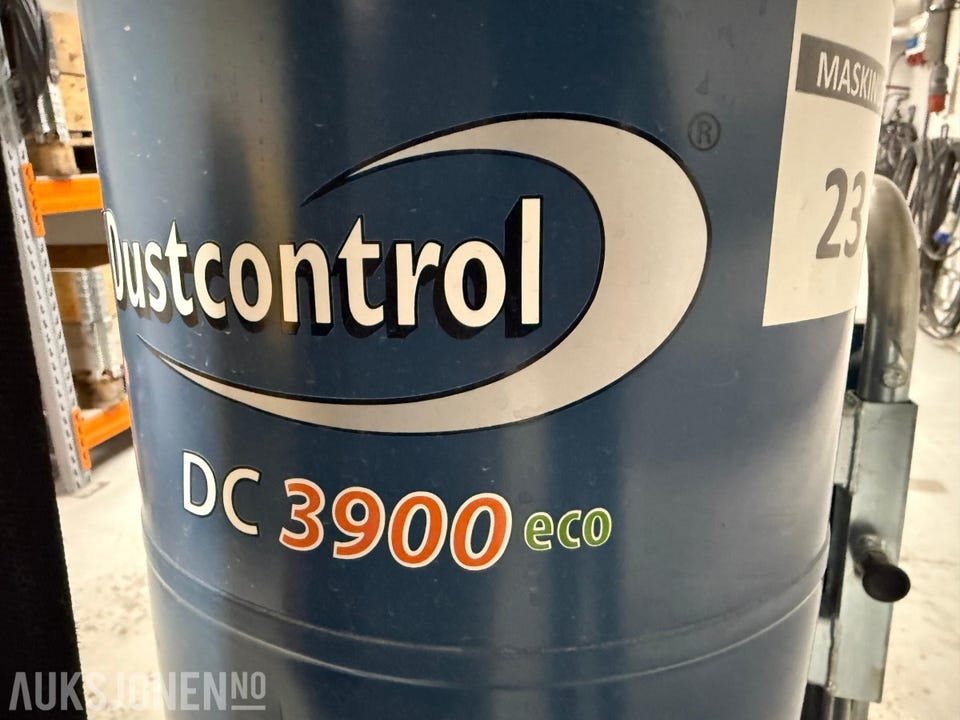 MASKIN
23
®
Dustcontrol
DC 3900 eco
AUKSJONEN NO